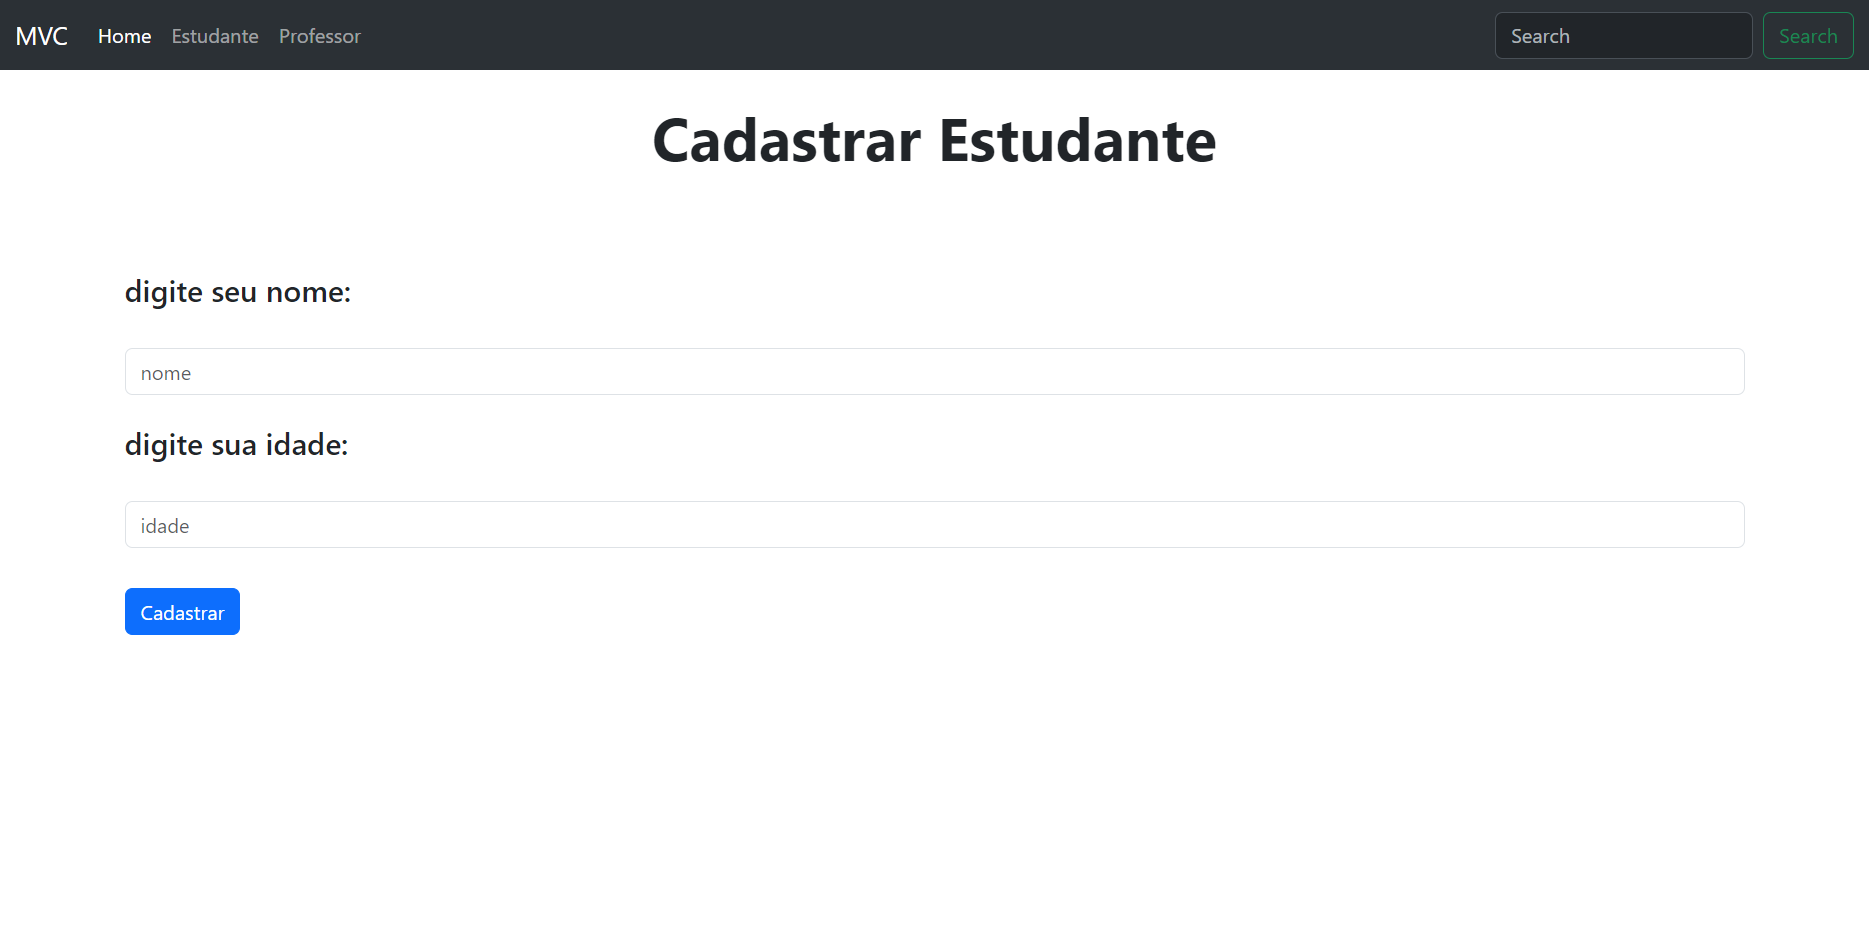 MVC Home Estudante Professor Search Search
Cadastrar Estudante
digite seu nome:
nome
digite sua idade:
idade
Cadastrar